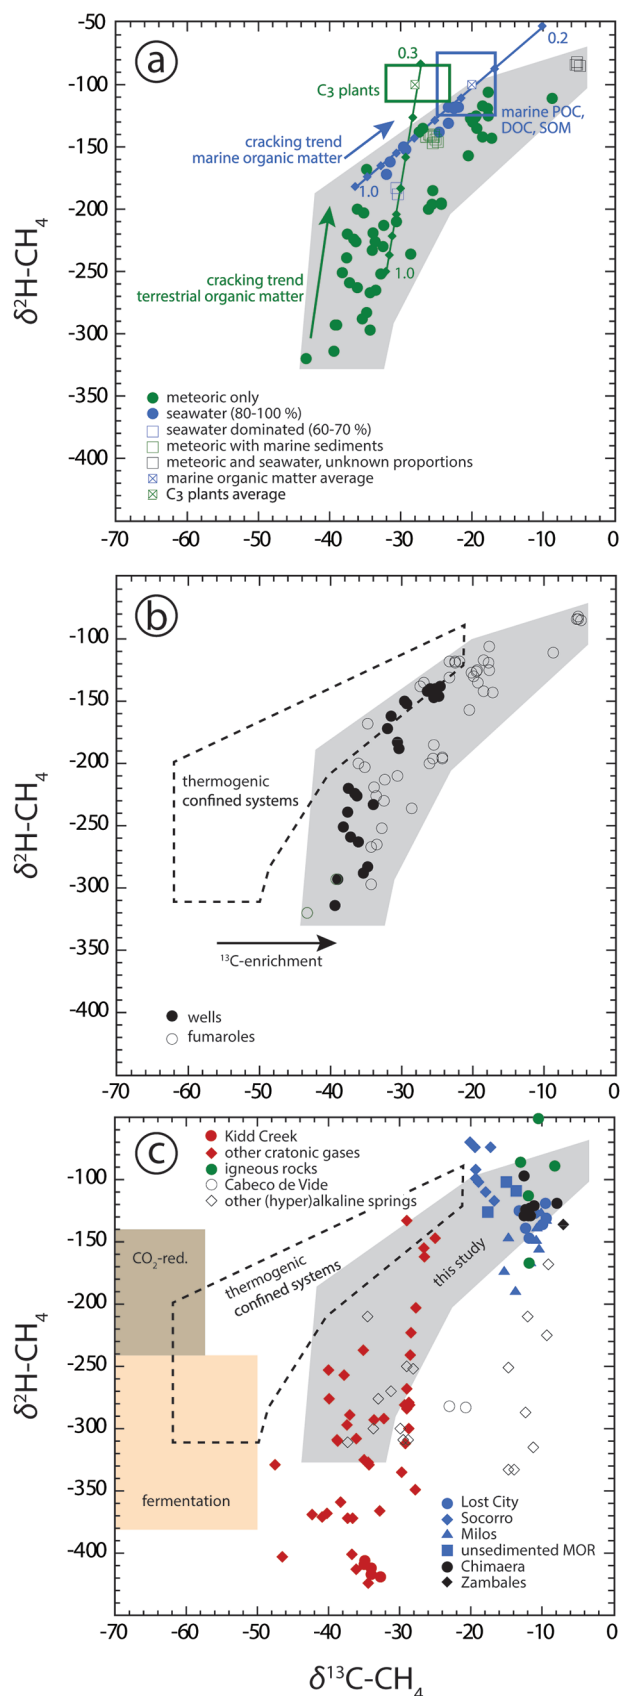 -50
a
0.3
0.2
-100
C3 plants
marine POC,
DOC, SOM
cracking trend
marine organic matter
-150
1.0
-200
δ²H-CH₄
cracking trend
terrestrial organic matter
1.0
-250
-300
-350
meteoric only
seawater (80-100 %)
seawater dominated (60-70 %)
meteoric with marine sediments
meteoric and seawater, unknown proportions
marine organic matter average
C3 plants average
-400
-70 -60 -50 -40 -30 -20 -10 0
b
-100
-150
-200
thermogenic
confined systems
δ²H-CH₄
-250
-300
-350
¹³C-enrichment
-400
wells
fumaroles
-70 -60 -50 -40 -30 -20 -10 0
c
Kidd Creek
other cratonic gases
igneous rocks
Cabeco de Vide
other (hyper)alkaline springs
-100
-150
CO₂-red.
thermogenic
confined systems
this study
-200
δ²H-CH₄
-250
-300
fermentation
-350
-400
Lost City
Socorro
Milos
unsedimented MOR
Chimaera
Zambales
-70 -60 -50 -40 -30 -20 -10 0
δ¹³C-CH₄